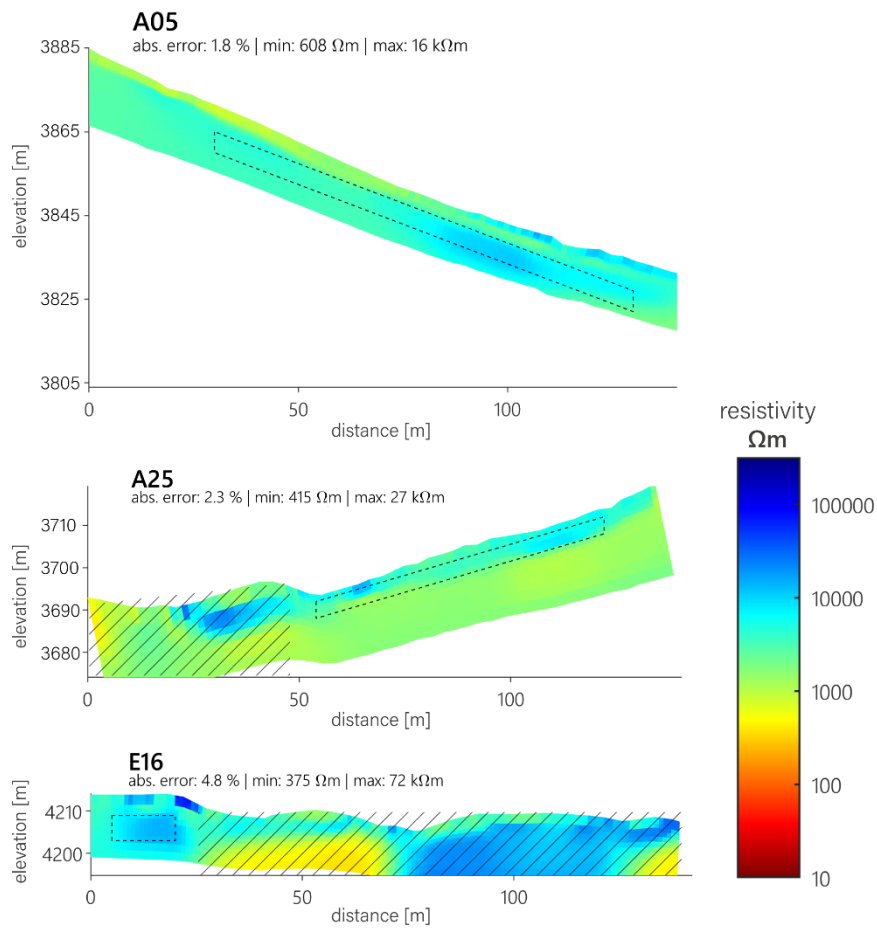 A05
abs. error: 1.8 % | min: 608 Ωm | max: 16 kΩm
3885
3865
3845
3825
3805
elevation [m]
0
50
100
distance [m]
A25
abs. error: 2.3 % | min: 415 Ωm | max: 27 kΩm
3710
3700
3690
3680
elevation [m]
0
50
100
distance [m]
E16
abs. error: 4.8 % | min: 375 Ωm | max: 72 kΩm
4210
4200
elevation [m]
0
50
100
distance [m]
resistivity
Ωm
100000
10000
1000
100
10